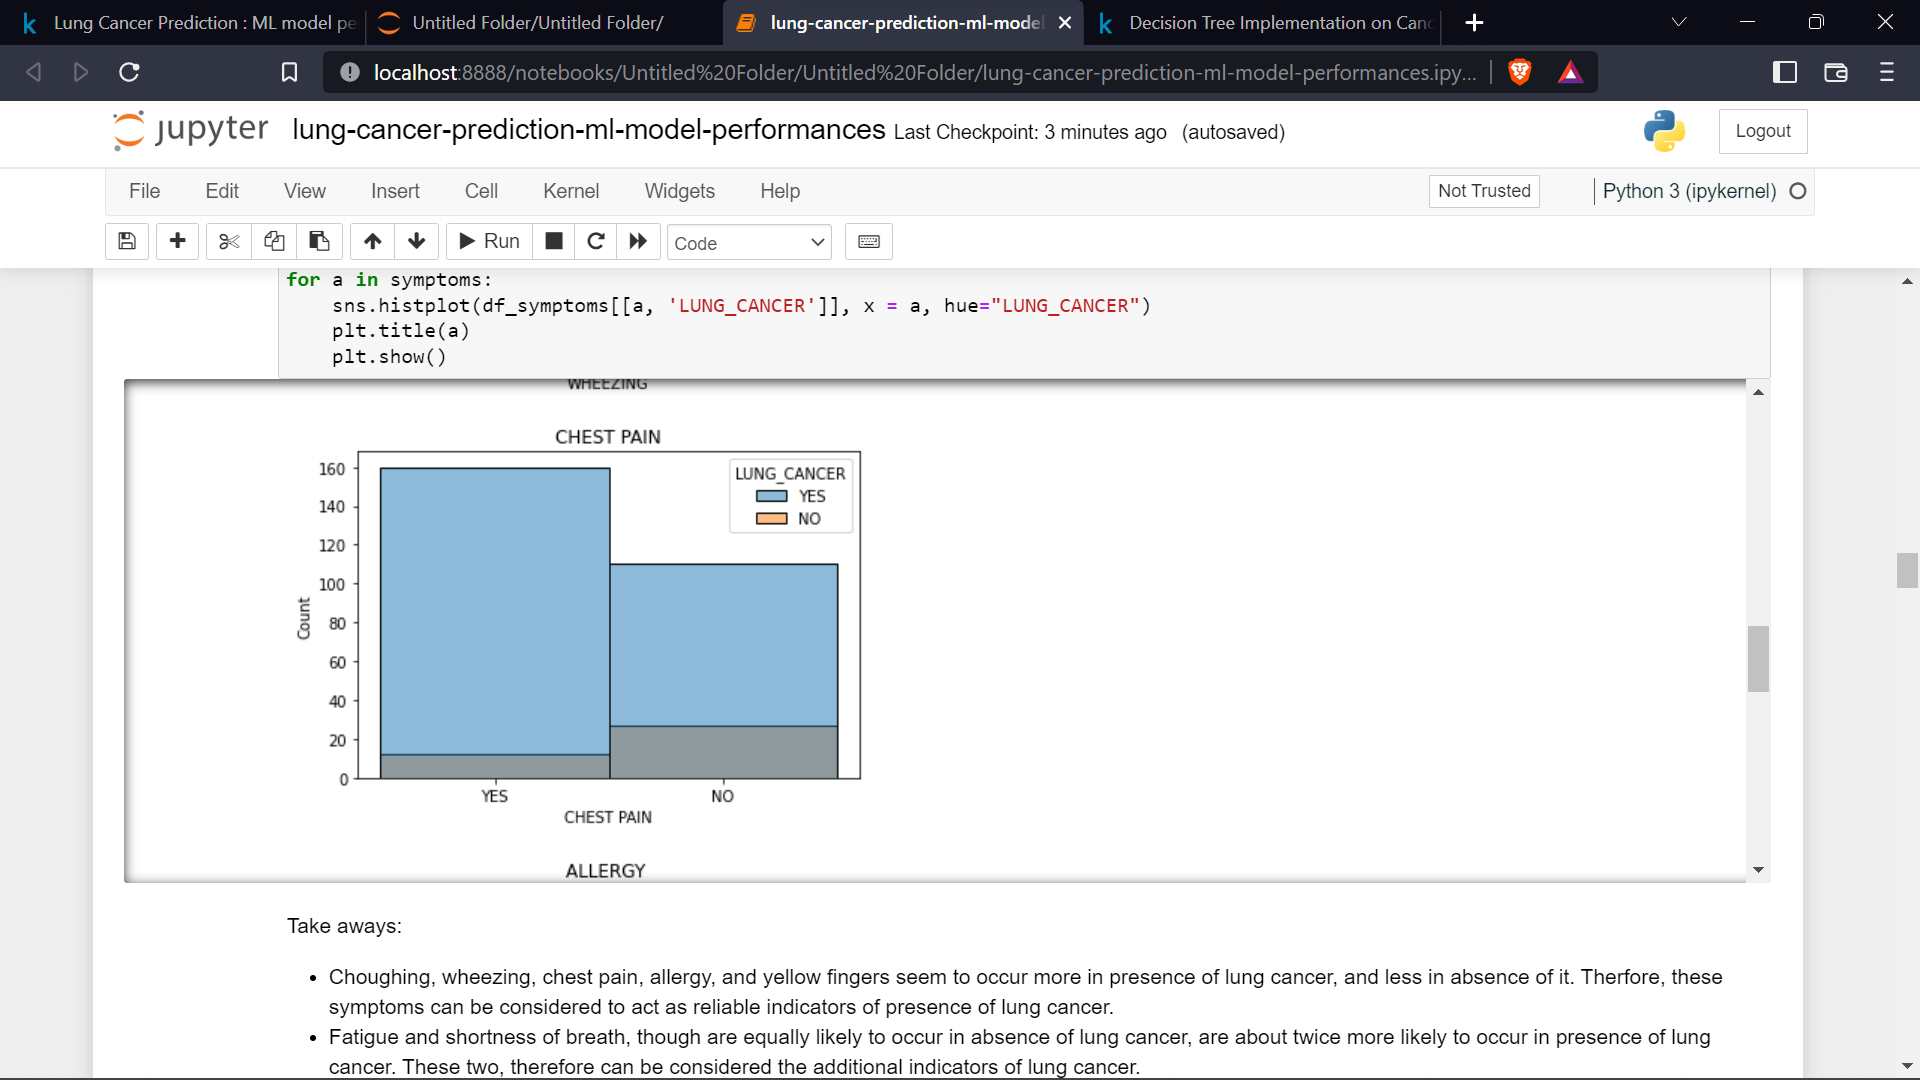 Lung Cancer Prediction : ML model pe
Untitled Folder/Untitled Folder/
lung-cancer-prediction-ml-model
Decision Tree Implementation on Canc
localhost:8888/notebooks/Untitled%20Folder/Untitled%20Folder/lung-cancer-prediction-ml-model-performances.ipy...
jupyter lung-cancer-prediction-ml-model-performances Last Checkpoint: 3 minutes ago (autosaved)
Logout
File Edit View Insert Cell Kernel Widgets Help
Not Trusted
Python 3 (ipykernel)
Run
Code
for a in symptoms:
    sns.histplot(df_symptoms[[a, 'LUNG_CANCER']], x = a, hue="LUNG_CANCER")
    plt.title(a)
    plt.show()
WHEEZING
CHEST PAIN
LUNG_CANCER
YES
NO
160
140
120
100
80
60
40
20
0
Count
YES NO
CHEST PAIN
ALLERGY
Take aways:
• Choughing, wheezing, chest pain, allergy, and yellow fingers seem to occur more in presence of lung cancer, and less in absence of it. Therfore, these
symptoms can be considered to act as reliable indicators of presence of lung cancer.
• Fatigue and shortness of breath, though are equally likely to occur in absence of lung cancer, are about twice more likely to occur in presence of lung
cancer. These two, therefore can be considered the additional indicators of lung cancer.